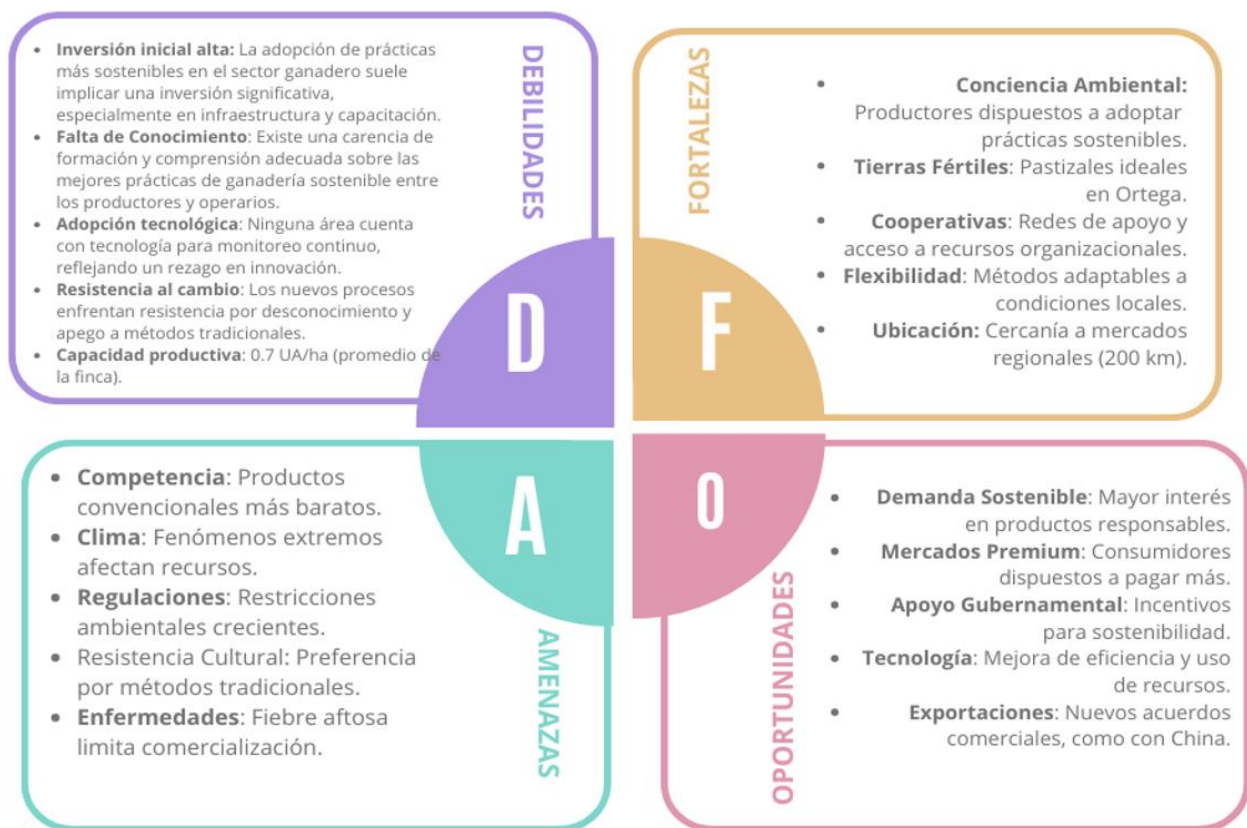 • Inversión inicial alta: La adopción de prácticas
más sostenibles en el sector ganadero suele
implicar una inversión significativa,
especialmente en infraestructura y capacitación.
• Falta de Conocimiento: Existe una carencia de
formación y comprensión adecuada sobre las
mejores prácticas de ganadería sostenible entre
los productores y operarios.
• Adopción tecnológica: Ninguna área cuenta
con tecnología para monitoreo continuo,
reflejando un rezago en innovación.
• Resistencia al cambio: Los nuevos procesos
enfrentan resistencia por desconocimiento y
apego a métodos tradicionales.
• Capacidad productiva: 0.7 UA/ha (promedio de
la finca).
DEBILIDADES
D
FORTALEZAS
F
• Conciencia Ambiental:
Productores dispuestos a adoptar
prácticas sostenibles.
• Tierras Fértiles: Pastizales ideales
en Ortega.
• Cooperativas: Redes de apoyo y
acceso a recursos organizacionales.
• Flexibilidad: Métodos adaptables a
condiciones locales.
• Ubicación: Cercanía a mercados
regionales (200 km).
• Competencia: Productos
convencionales más baratos.
• Clima: Fenómenos extremos
afectan recursos.
• Regulaciones: Restricciones
ambientales crecientes.
• Resistencia Cultural: Preferencia
por métodos tradicionales.
• Enfermedades: Fiebre aftosa
limita comercialización.
A
AMENAZAS
O
OPORTUNIDADES
• Demanda Sostenible: Mayor interés
en productos responsables.
• Mercados Premium: Consumidores
dispuestos a pagar más.
• Apoyo Gubernamental: Incentivos
para sostenibilidad.
• Tecnología: Mejora de eficiencia y uso
de recursos.
• Exportaciones: Nuevos acuerdos
comerciales, como con China.